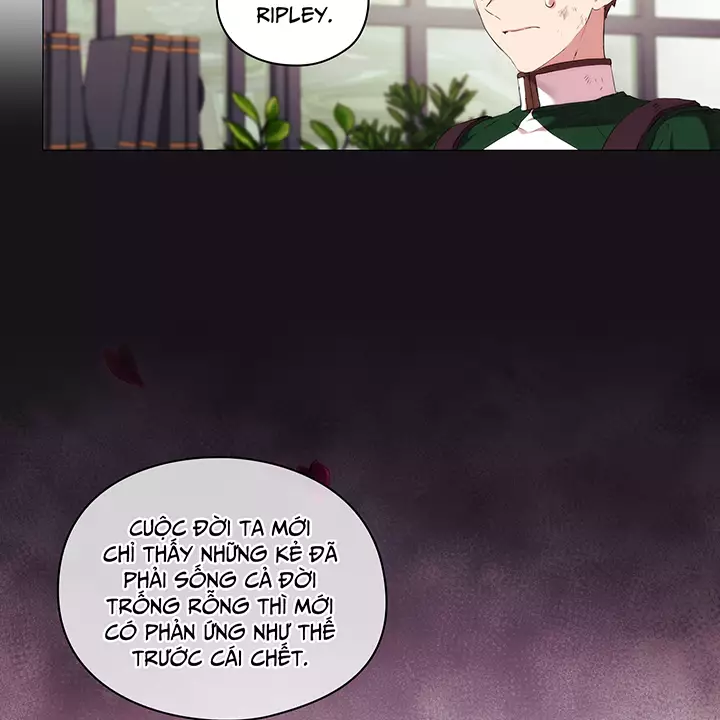 RIPLEY.
CUỘC ĐỜI TA MỚI
CHỈ THẤY NHỮNG KẺ ĐÃ
PHẢI SỐNG CẢ ĐỜI
TRỐNG RỖNG THÌ MỚI
CÓ PHẢN ỨNG NHƯ THẾ
TRƯỚC CÁI CHẾT.